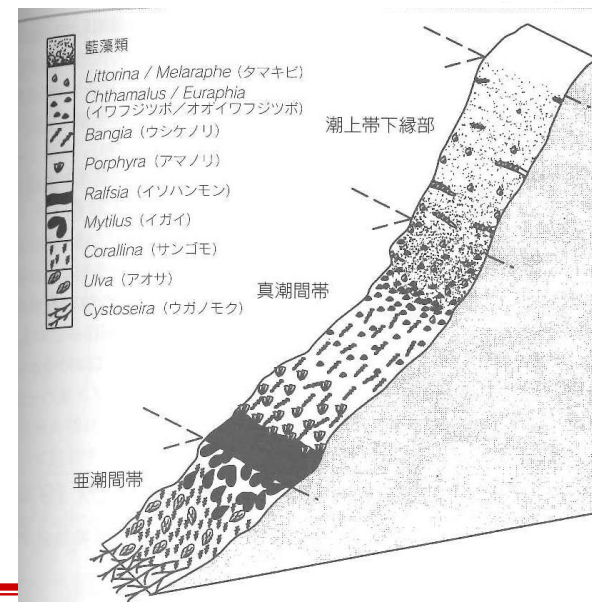 藍藻類
Littorina / Melaraphe (タマキビ)
Chthamalus / Euraphia
(イワフジツボ／オオイワフジツボ)
Bangia (ウシケノリ)
Porphyra (アマノリ)
Ralfsia (イソハンモン)
Mytilus (イガイ)
Corallina (サンゴモ)
Ulva (アオサ)
Cystoseira (ウガノモク)
潮上帯下縁部
真潮間帯
亜潮間帯